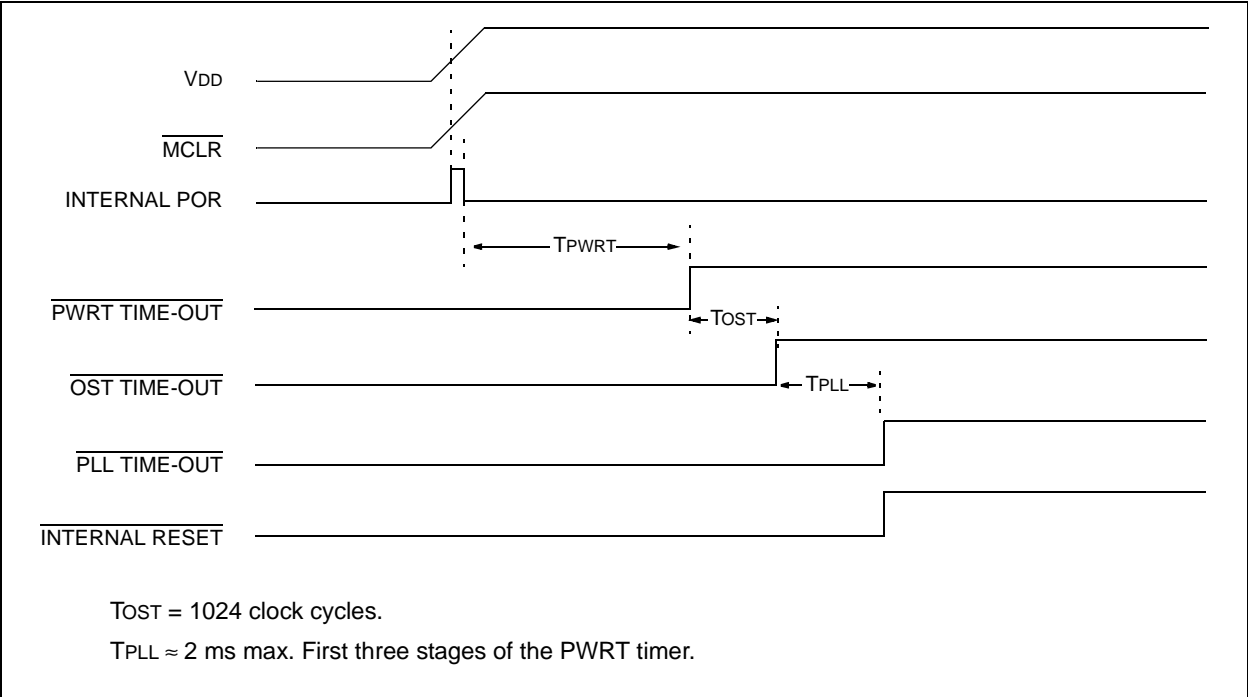 VDD
MCLR
INTERNAL POR
TPWRT
PWRT TIME-OUT
TOST
OST TIME-OUT
TPLL
PLL TIME-OUT
INTERNAL RESET
TOST = 1024 clock cycles.
TPLL ≈ 2 ms max. First three stages of the PWRT timer.